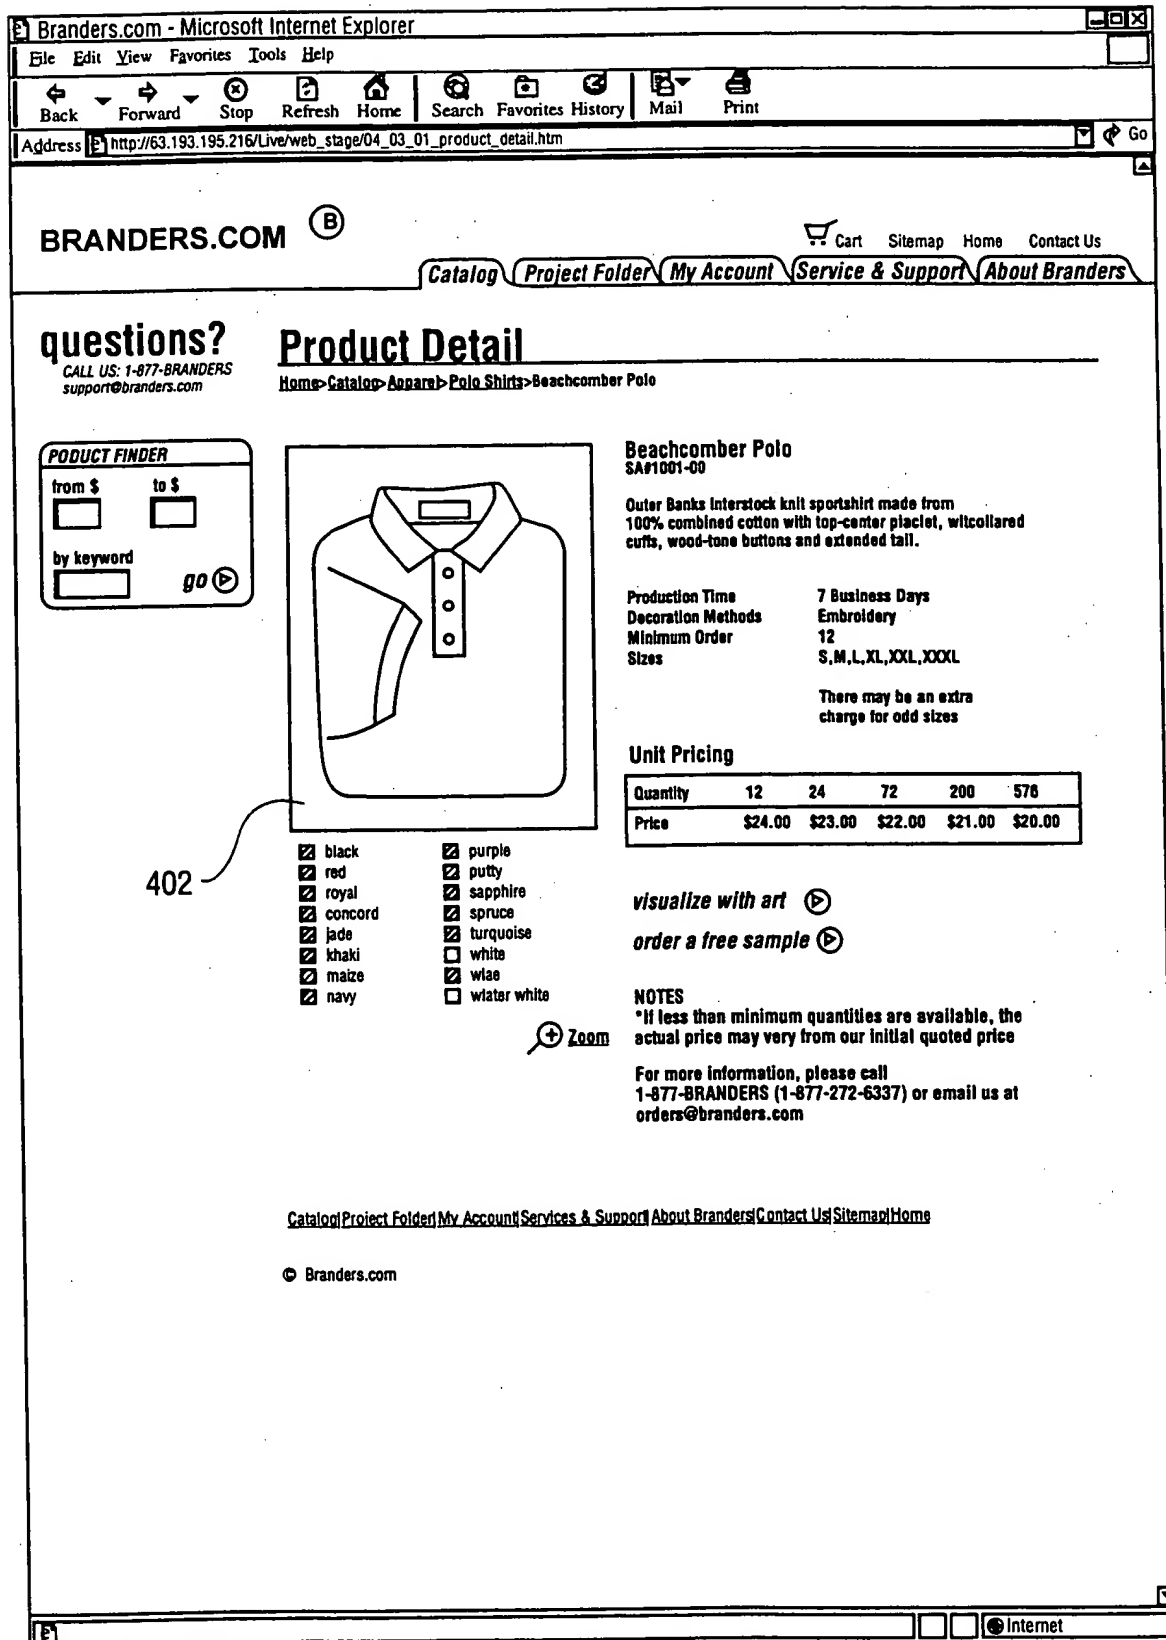 Branders.com - Microsoft Internet Explorer
File Edit View Favorites Tools Help
Back Forward Stop Refresh Home Search Favorites History Mail Print
Address http://63.193.195.216/Live/web_stage/04_03_01_product_detail.htm Go
BRANDERS.COM B
Cart Sitemap Home Contact Us
Catalog Project Folder My Account Service & Support About Branders
questions?
CALL US: 1-877-BRANDERS
support@branders.com
Product Detail
Home>Catalog>Apparel>Polo Shirts>Beachcomber Polo
PODUCT FINDER
from $ to $
by keyword
go
Beachcomber Polo
SA#1001-00
Outer Banks Interstock knit sportshirt made from
100% combined cotton with top-center placlet, witcollared
cuffs, wood-tone buttons and extended tall.
Production Time 7 Business Days
Decoration Methods Embroidery
Minimum Order 12
Sizes S,M,L,XL,XXL,XXXL
There may be an extra
charge for odd sizes
Unit Pricing
Quantity 12 24 72 200 576
Price $24.00 $23.00 $22.00 $21.00 $20.00
402
black purple
red putty
royal sapphire
concord spruce
jade turquoise
khaki white
maize wiae
navy wiater white
Zoom
visualize with art
order a free sample
NOTES
*If less than minimum quantities are available, the
actual price may very from our initial quoted price
For more information, please call
1-877-BRANDERS (1-877-272-6337) or email us at
orders@branders.com
Catalog|Project Folder|My Account|Services & Support|About Branders|Contact Us|Sitemap|Home
© Branders.com
Internet